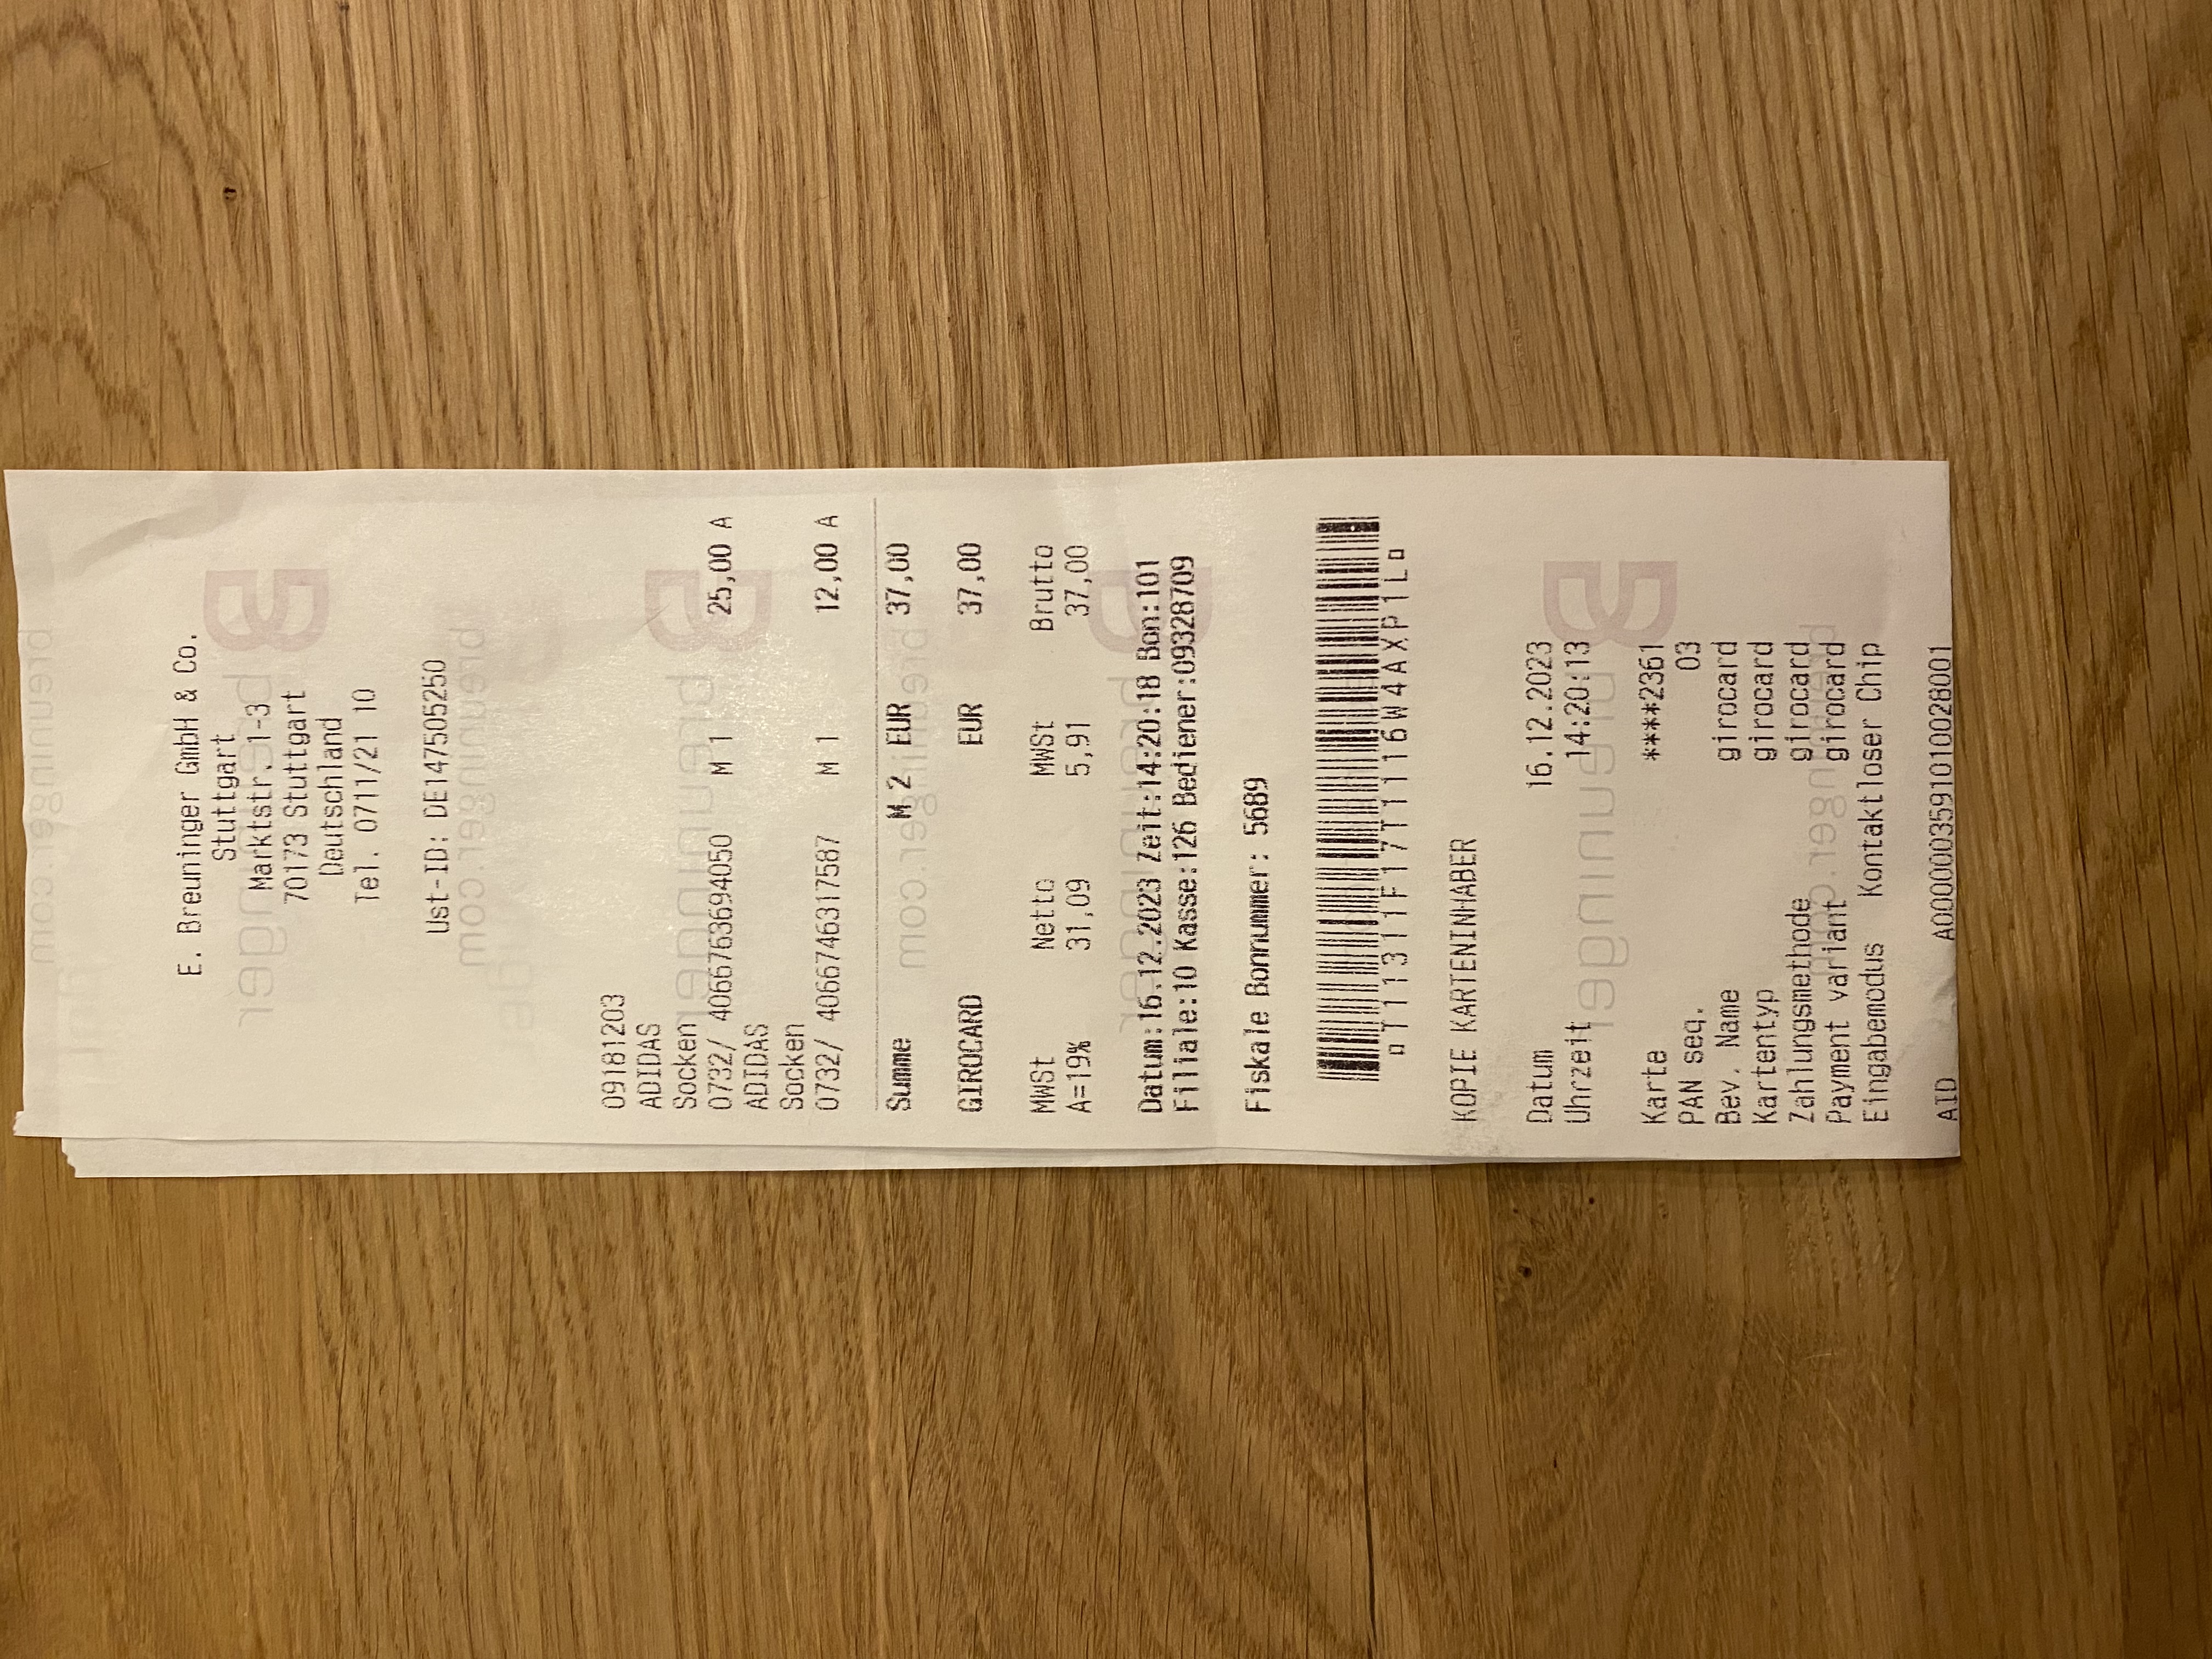 E. Breuninger GmbH & Co.
Stuttgart
Marktstr. 1-3
70173 Stuttgart
Deutschland
Tel. 0711/21 10
Ust-ID: DE147505250
breuninger.com
09181203
ADIDAS
Socken
0732/ 4066763694050 M 1 25,00 A
ADIDAS
Socken
0732/ 4066746317587 M 1 12,00 A
Summe M 2 EUR 37,00
GIROCARD EUR 37,00
MWSt Netto MWSt Brutto
A=19% 31,09 5,91 37,00
Datum:16.12.2023 Zeit:14:20:18 Bon:101
Filiale:10 Kasse:126 Bediener:09328709
Fiskale Bonnummer: 5689
¤T11311F17T1116W4AXP1L¤
KOPIE KARTENINHABER
Datum 16.12.2023
Uhrzeit 14:20:13
Karte ****2361
PAN seq. 03
Bev. Name girocard
Kartentyp girocard
Zahlungsmethode girocard
Payment variant girocard
Eingabemodus Kontaktloser Chip
AID A0000003591010028001